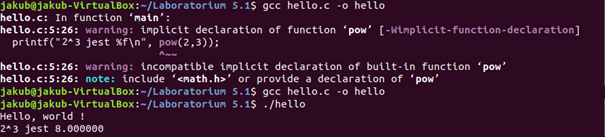 jakub@jakub-VirtualBox:~/Laboratorium 5.1$ gcc hello.c -o hello
hello.c: In function ‘main’:
hello.c:5:26: warning: implicit declaration of function ‘pow’ [-Wimplicit-function-declaration]
printf("2^3 jest %f\n", pow(2,3));
^~~
hello.c:5:26: warning: incompatible implicit declaration of built-in function ‘pow’
hello.c:5:26: note: include ‘<math.h>’ or provide a declaration of ‘pow’
jakub@jakub-VirtualBox:~/Laboratorium 5.1$ gcc hello.c -o hello
jakub@jakub-VirtualBox:~/Laboratorium 5.1$ ./hello
Hello, world !
2^3 jest 8.000000